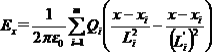 $E_x = \frac{1}{2\pi\varepsilon_0} \sum_{i=1}^{m} Q_i \left( \frac{x - x_i}{L_i^2} - \frac{x - x_i}{(L_i')^2} \right)$